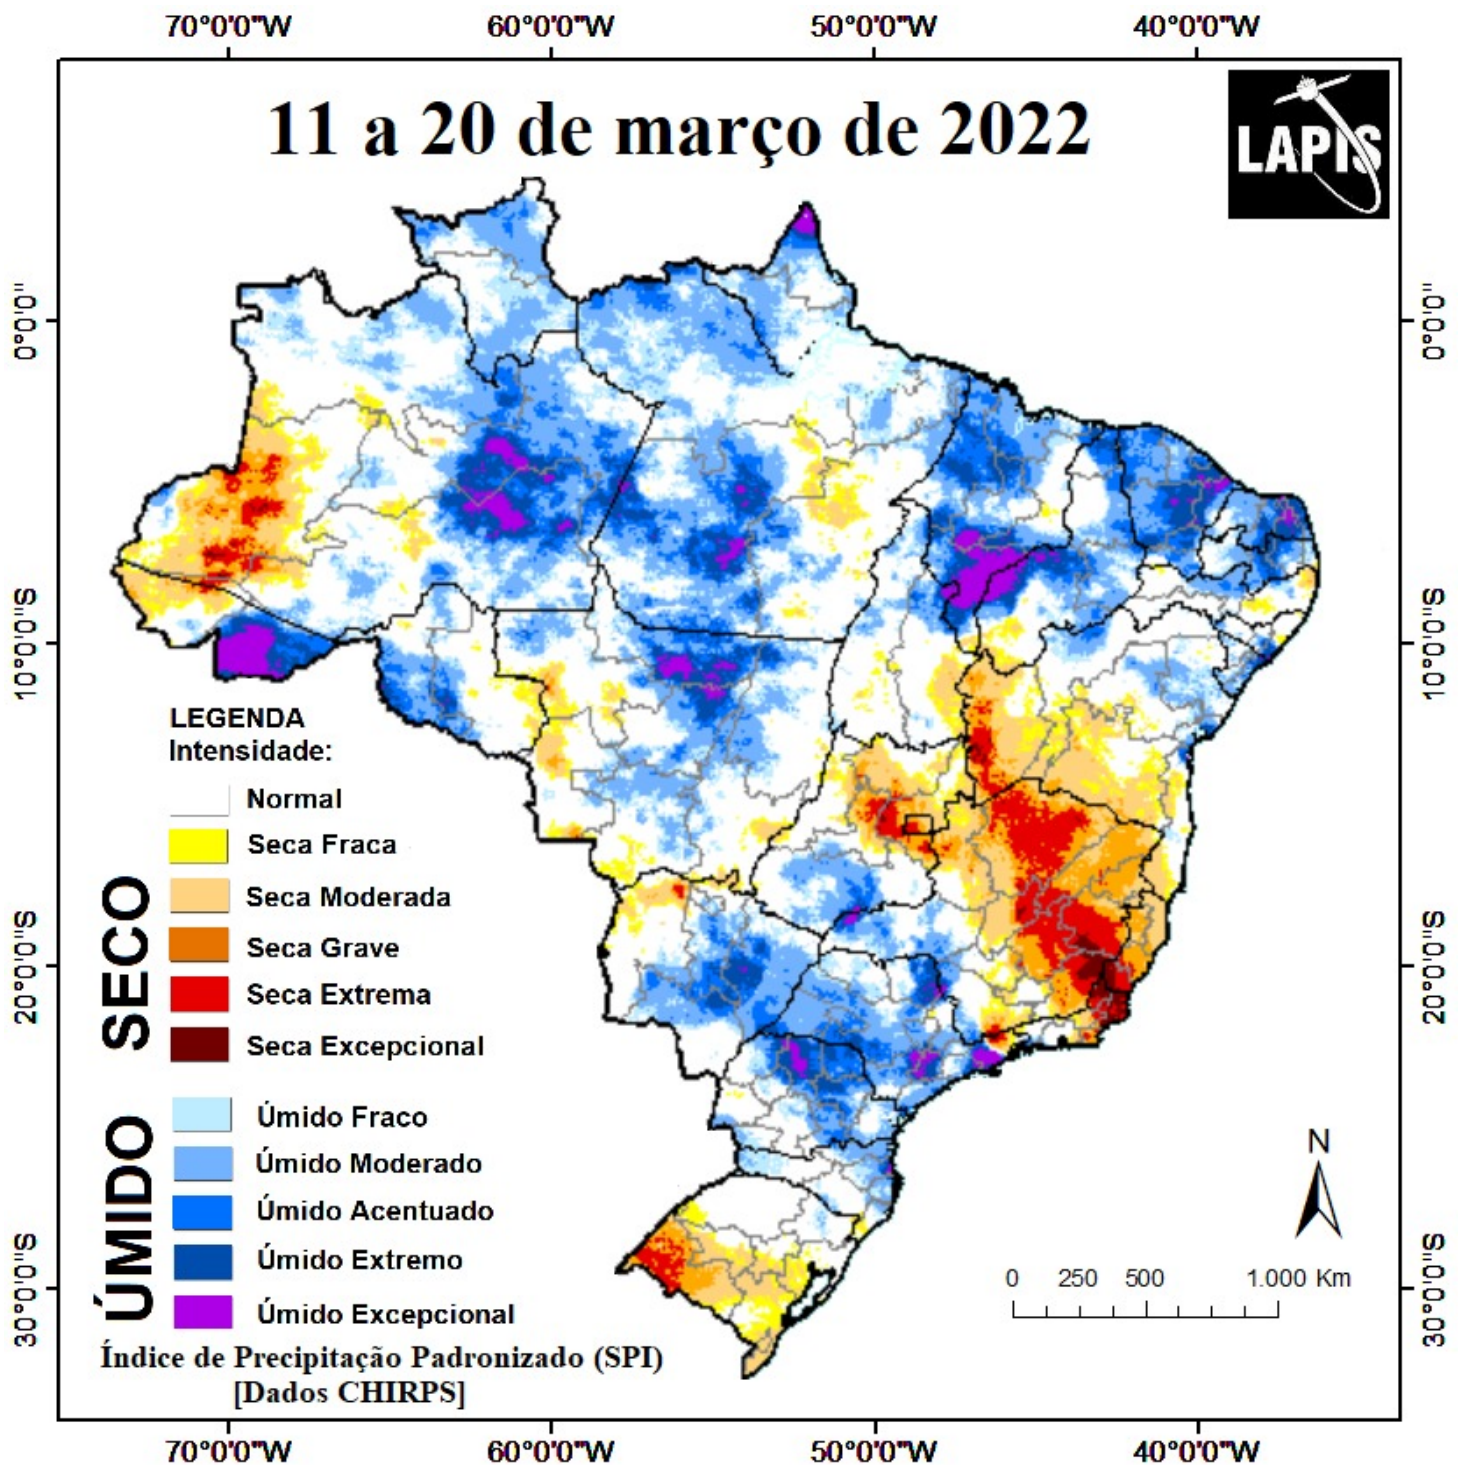 70°0'0"W 60°0'0"W 50°0'0"W 40°0'0"W
11 a 20 de março de 2022
LAPIS
0°0'0"
0°0'0"
10°0'0"S
10°0'0"S
20°0'0"S
20°0'0"S
30°0'0"S
30°0'0"S
LEGENDA
Intensidade:
Normal
SECO
Seca Fraca
Seca Moderada
Seca Grave
Seca Extrema
Seca Excepcional
ÚMIDO
Úmido Fraco
Úmido Moderado
Úmido Acentuado
Úmido Extremo
Úmido Excepcional
Índice de Precipitação Padronizado (SPI)
[Dados CHIRPS]
N
0 250 500 1.000 Km
70°0'0"W 60°0'0"W 50°0'0"W 40°0'0"W